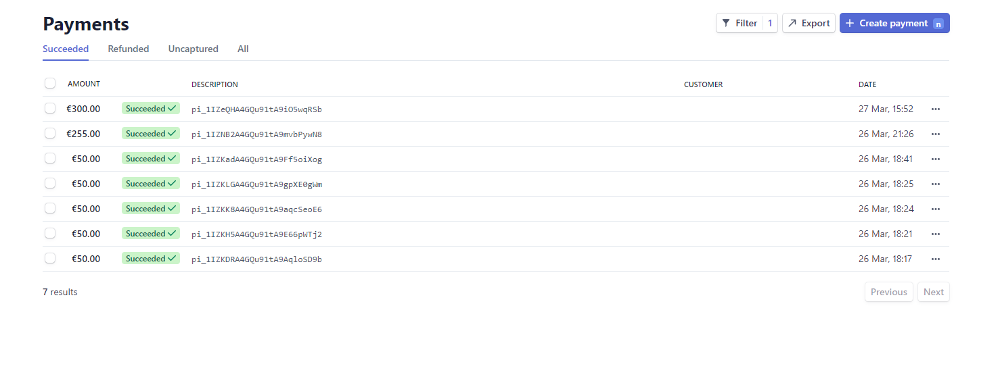 Payments
Filter 1 Export Create payment n
Succeeded Refunded Uncaptured All
AMOUNT DESCRIPTION CUSTOMER DATE
€300.00 Succeeded pi_1IZeQHA4GQu91tA9iO5wqRSb 27 Mar, 15:52
€255.00 Succeeded pi_1IZNB2A4GQu91tA9mvbPywN8 26 Mar, 21:26
€50.00 Succeeded pi_1IZKadA4GQu91tA9Ff5oiXog 26 Mar, 18:41
€50.00 Succeeded pi_1IZKLGA4GQu91tA9gpXE0gWm 26 Mar, 18:25
€50.00 Succeeded pi_1IZKK8A4GQu91tA9aqcSeoE6 26 Mar, 18:24
€50.00 Succeeded pi_1IZKH5A4GQu91tA9E66pWTj2 26 Mar, 18:21
€50.00 Succeeded pi_1IZKDRA4GQu91tA9AqloSD9b 26 Mar, 18:17
7 results Previous Next